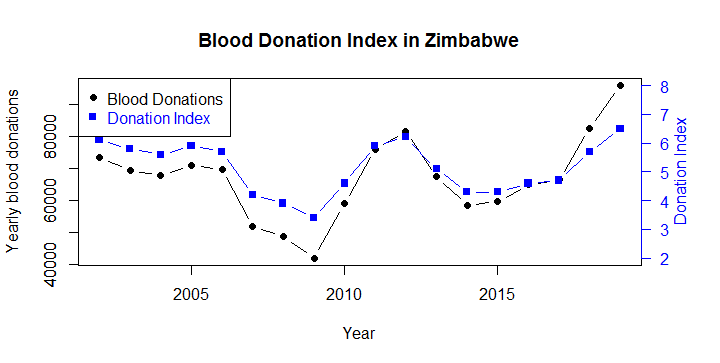 Blood Donation Index in Zimbabwe
Blood Donations
Donation Index
Yearly blood donations
80000
60000
40000
8
7
6
5
4
3
2
Donation Index
2005 2010 2015
Year